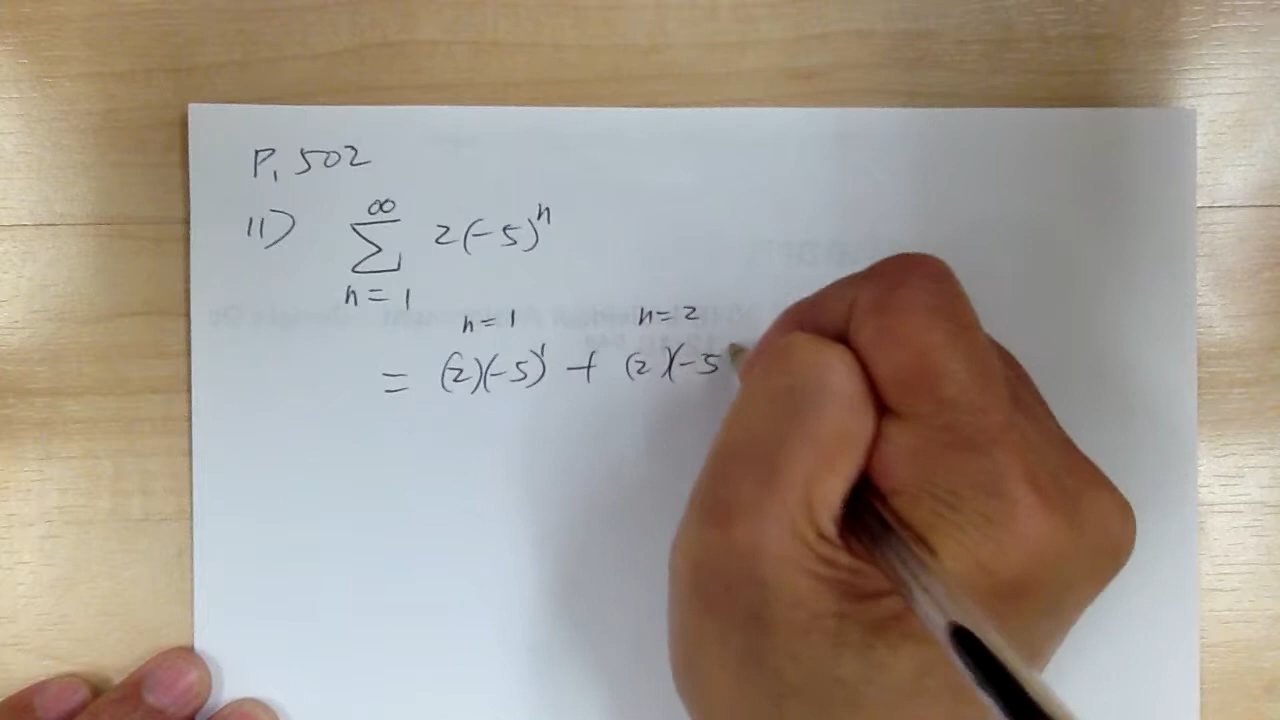 P. 502
11) ∞ ∑ n = 1 2(-5)^n
n = 1 n = 2
= (2)(-5)^1 + (2)(-5